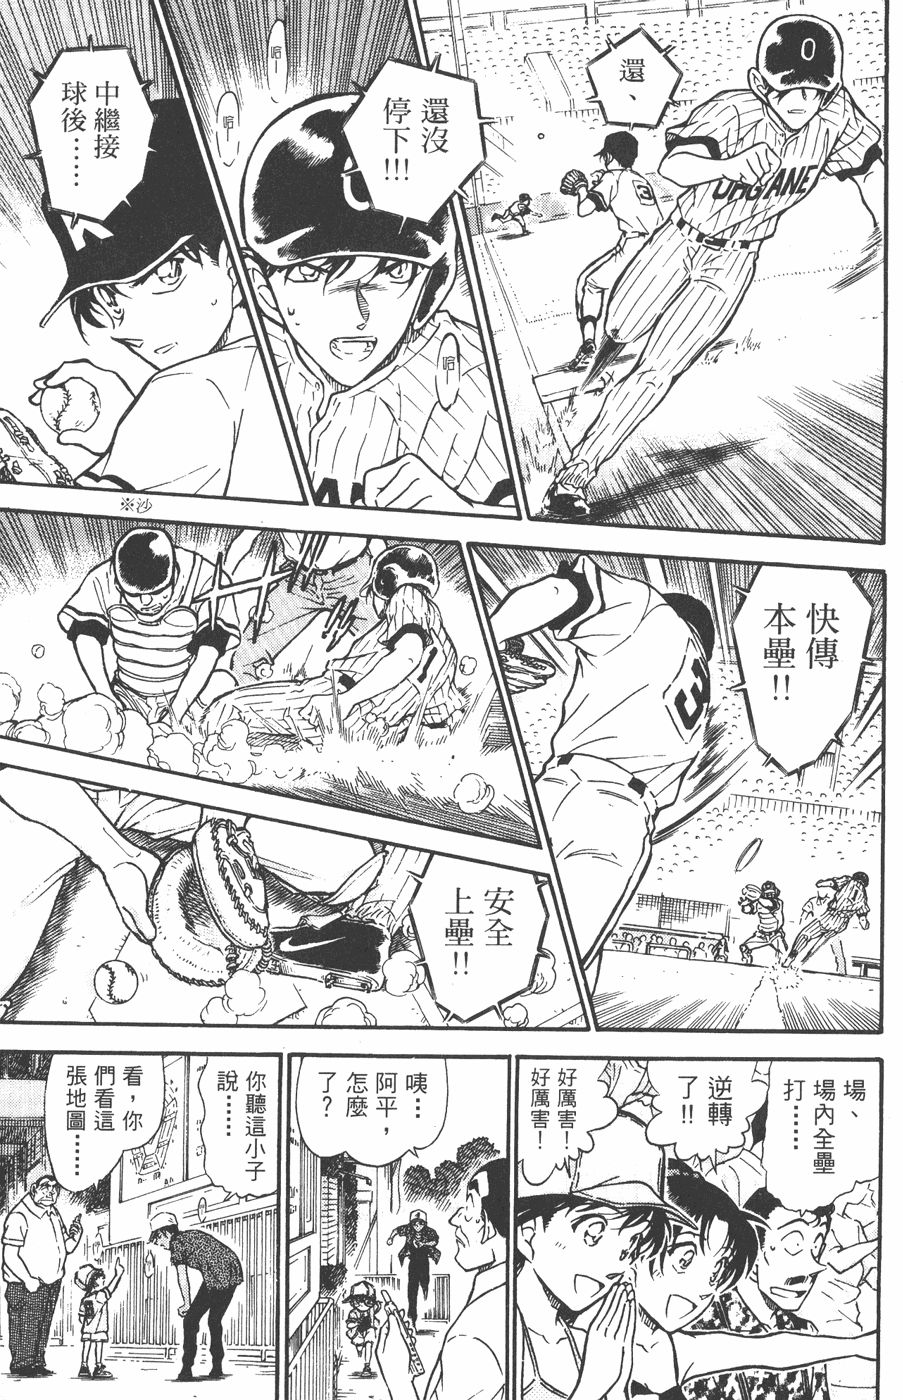 還、
O
OHGANE
3
還沒
停下!!!
哈
哈
哈
中繼接
球後……
※沙
快傳
本壘!!
3
安全
上壘!!
場、
場內全壘
打……
逆轉
了!!
好厲害!
好厲害!
咦…
阿平,
怎麼
了?
你聽這小子
說……
看,你
們看這
張地圖……